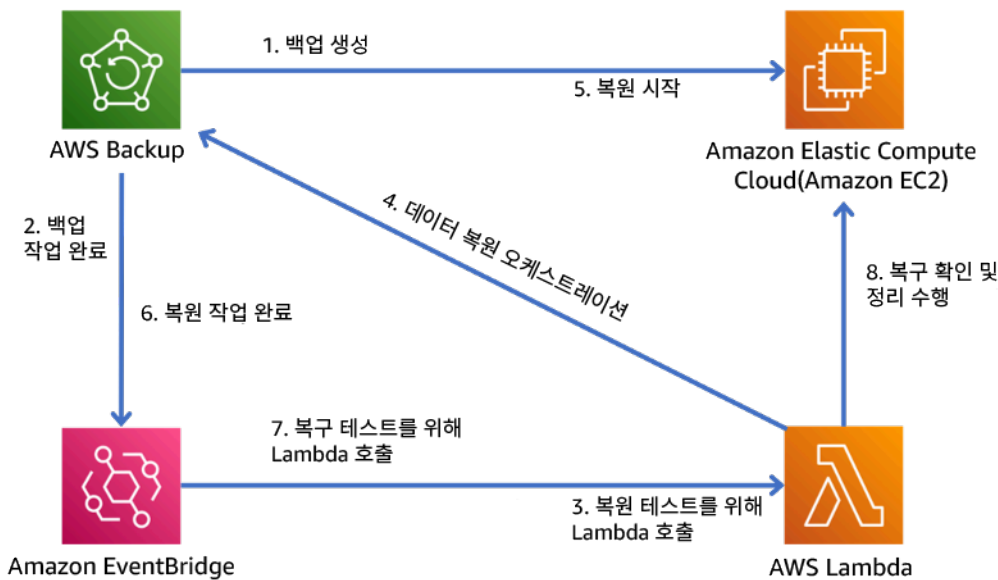 1. 백업 생성
5. 복원 시작
AWS Backup
Amazon Elastic Compute
Cloud(Amazon EC2)
2. 백업
작업 완료
4. 데이터 복원 오케스트레이션
8. 복구 확인 및
정리 수행
6. 복원 작업 완료
7. 복구 테스트를 위해
Lambda 호출
3. 복원 테스트를 위해
Lambda 호출
Amazon EventBridge
AWS Lambda